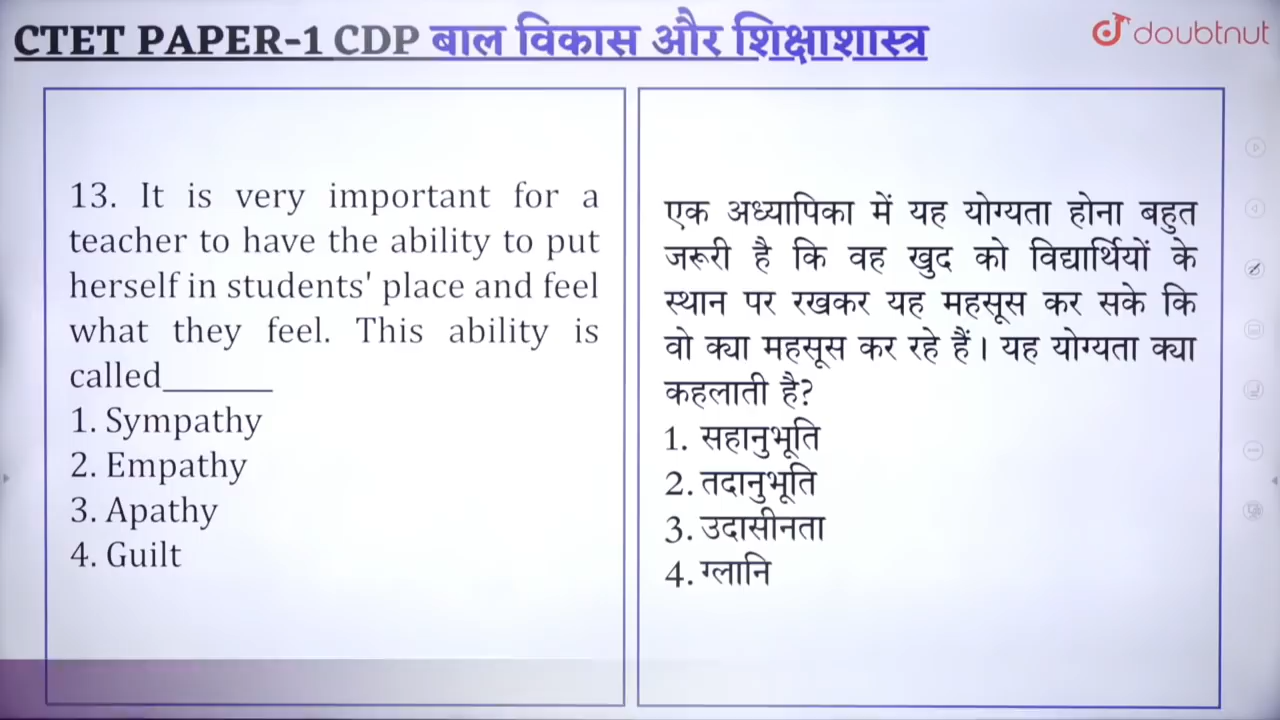 CTET PAPER-1 CDP बाल विकास और शिक्षाशास्त्र
doubtnut
13. It is very important for a
teacher to have the ability to put
herself in students' place and feel
what they feel. This ability is
called______
1. Sympathy
2. Empathy
3. Apathy
4. Guilt
एक अध्यापिका में यह योग्यता होना बहुत
जरूरी है कि वह खुद को विद्यार्थियों के
स्थान पर रखकर यह महसूस कर सके कि
वो क्या महसूस कर रहे हैं। यह योग्यता क्या
कहलाती है?
1. सहानुभूति
2. तदानुभूति
3. उदासीनता
4. ग्लानि